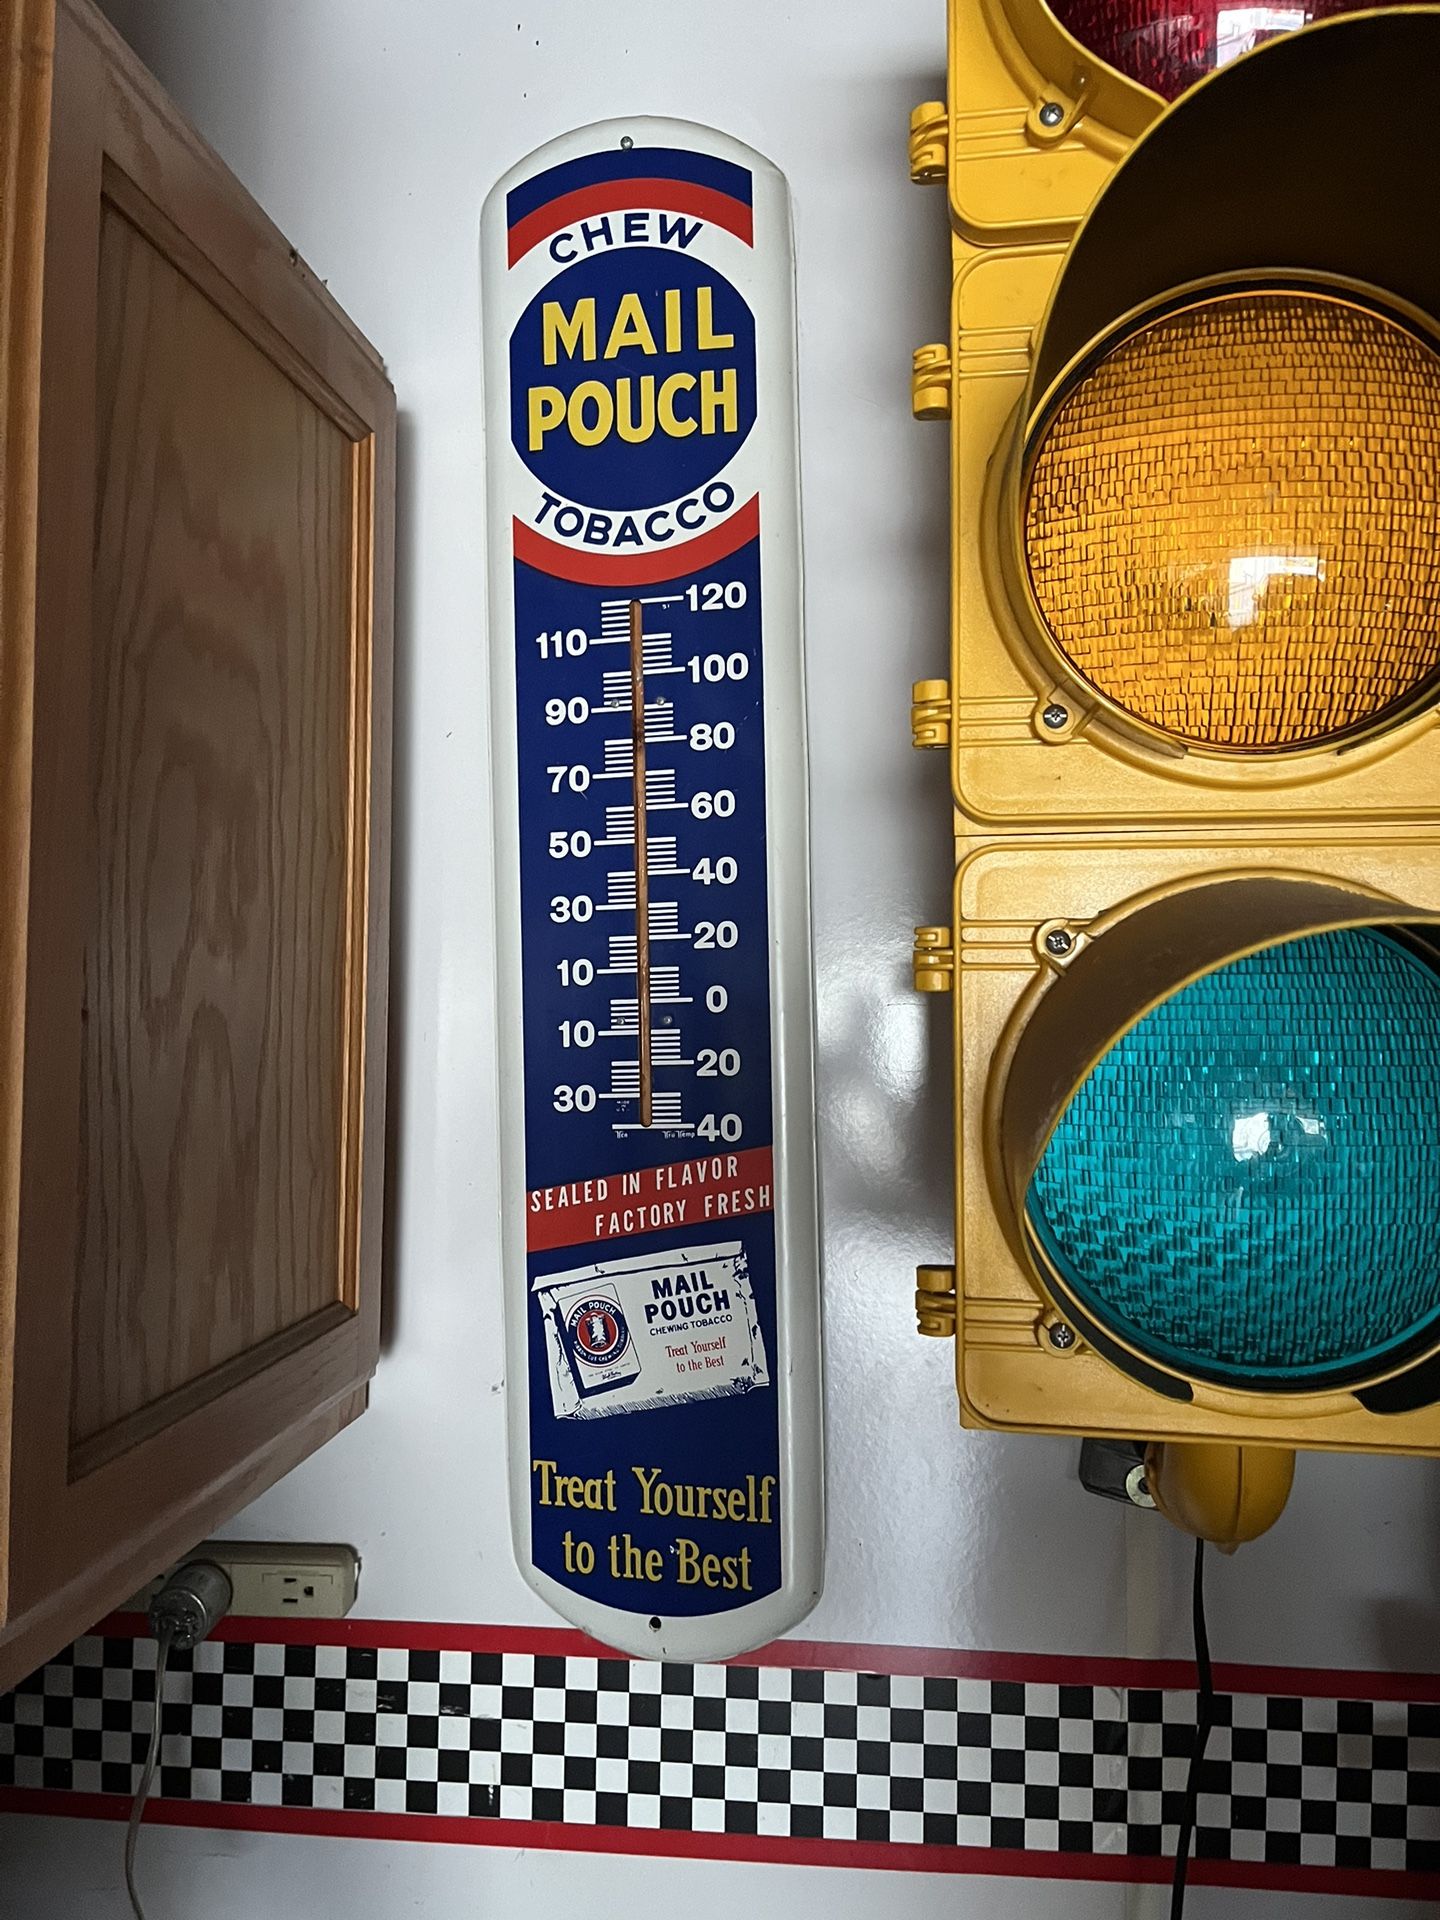 CHEW
MAIL
POUCH
TOBACCO
120
110
100
90
80
70
60
50
40
30
20
10
0
10
20
30
40
SEALED IN FLAVOR
FACTORY FRESH
MAIL POUCH
MAIL
POUCH
CHEWING TOBACCO
Treat Yourself
to the Best
Treat Yourself
to the Best